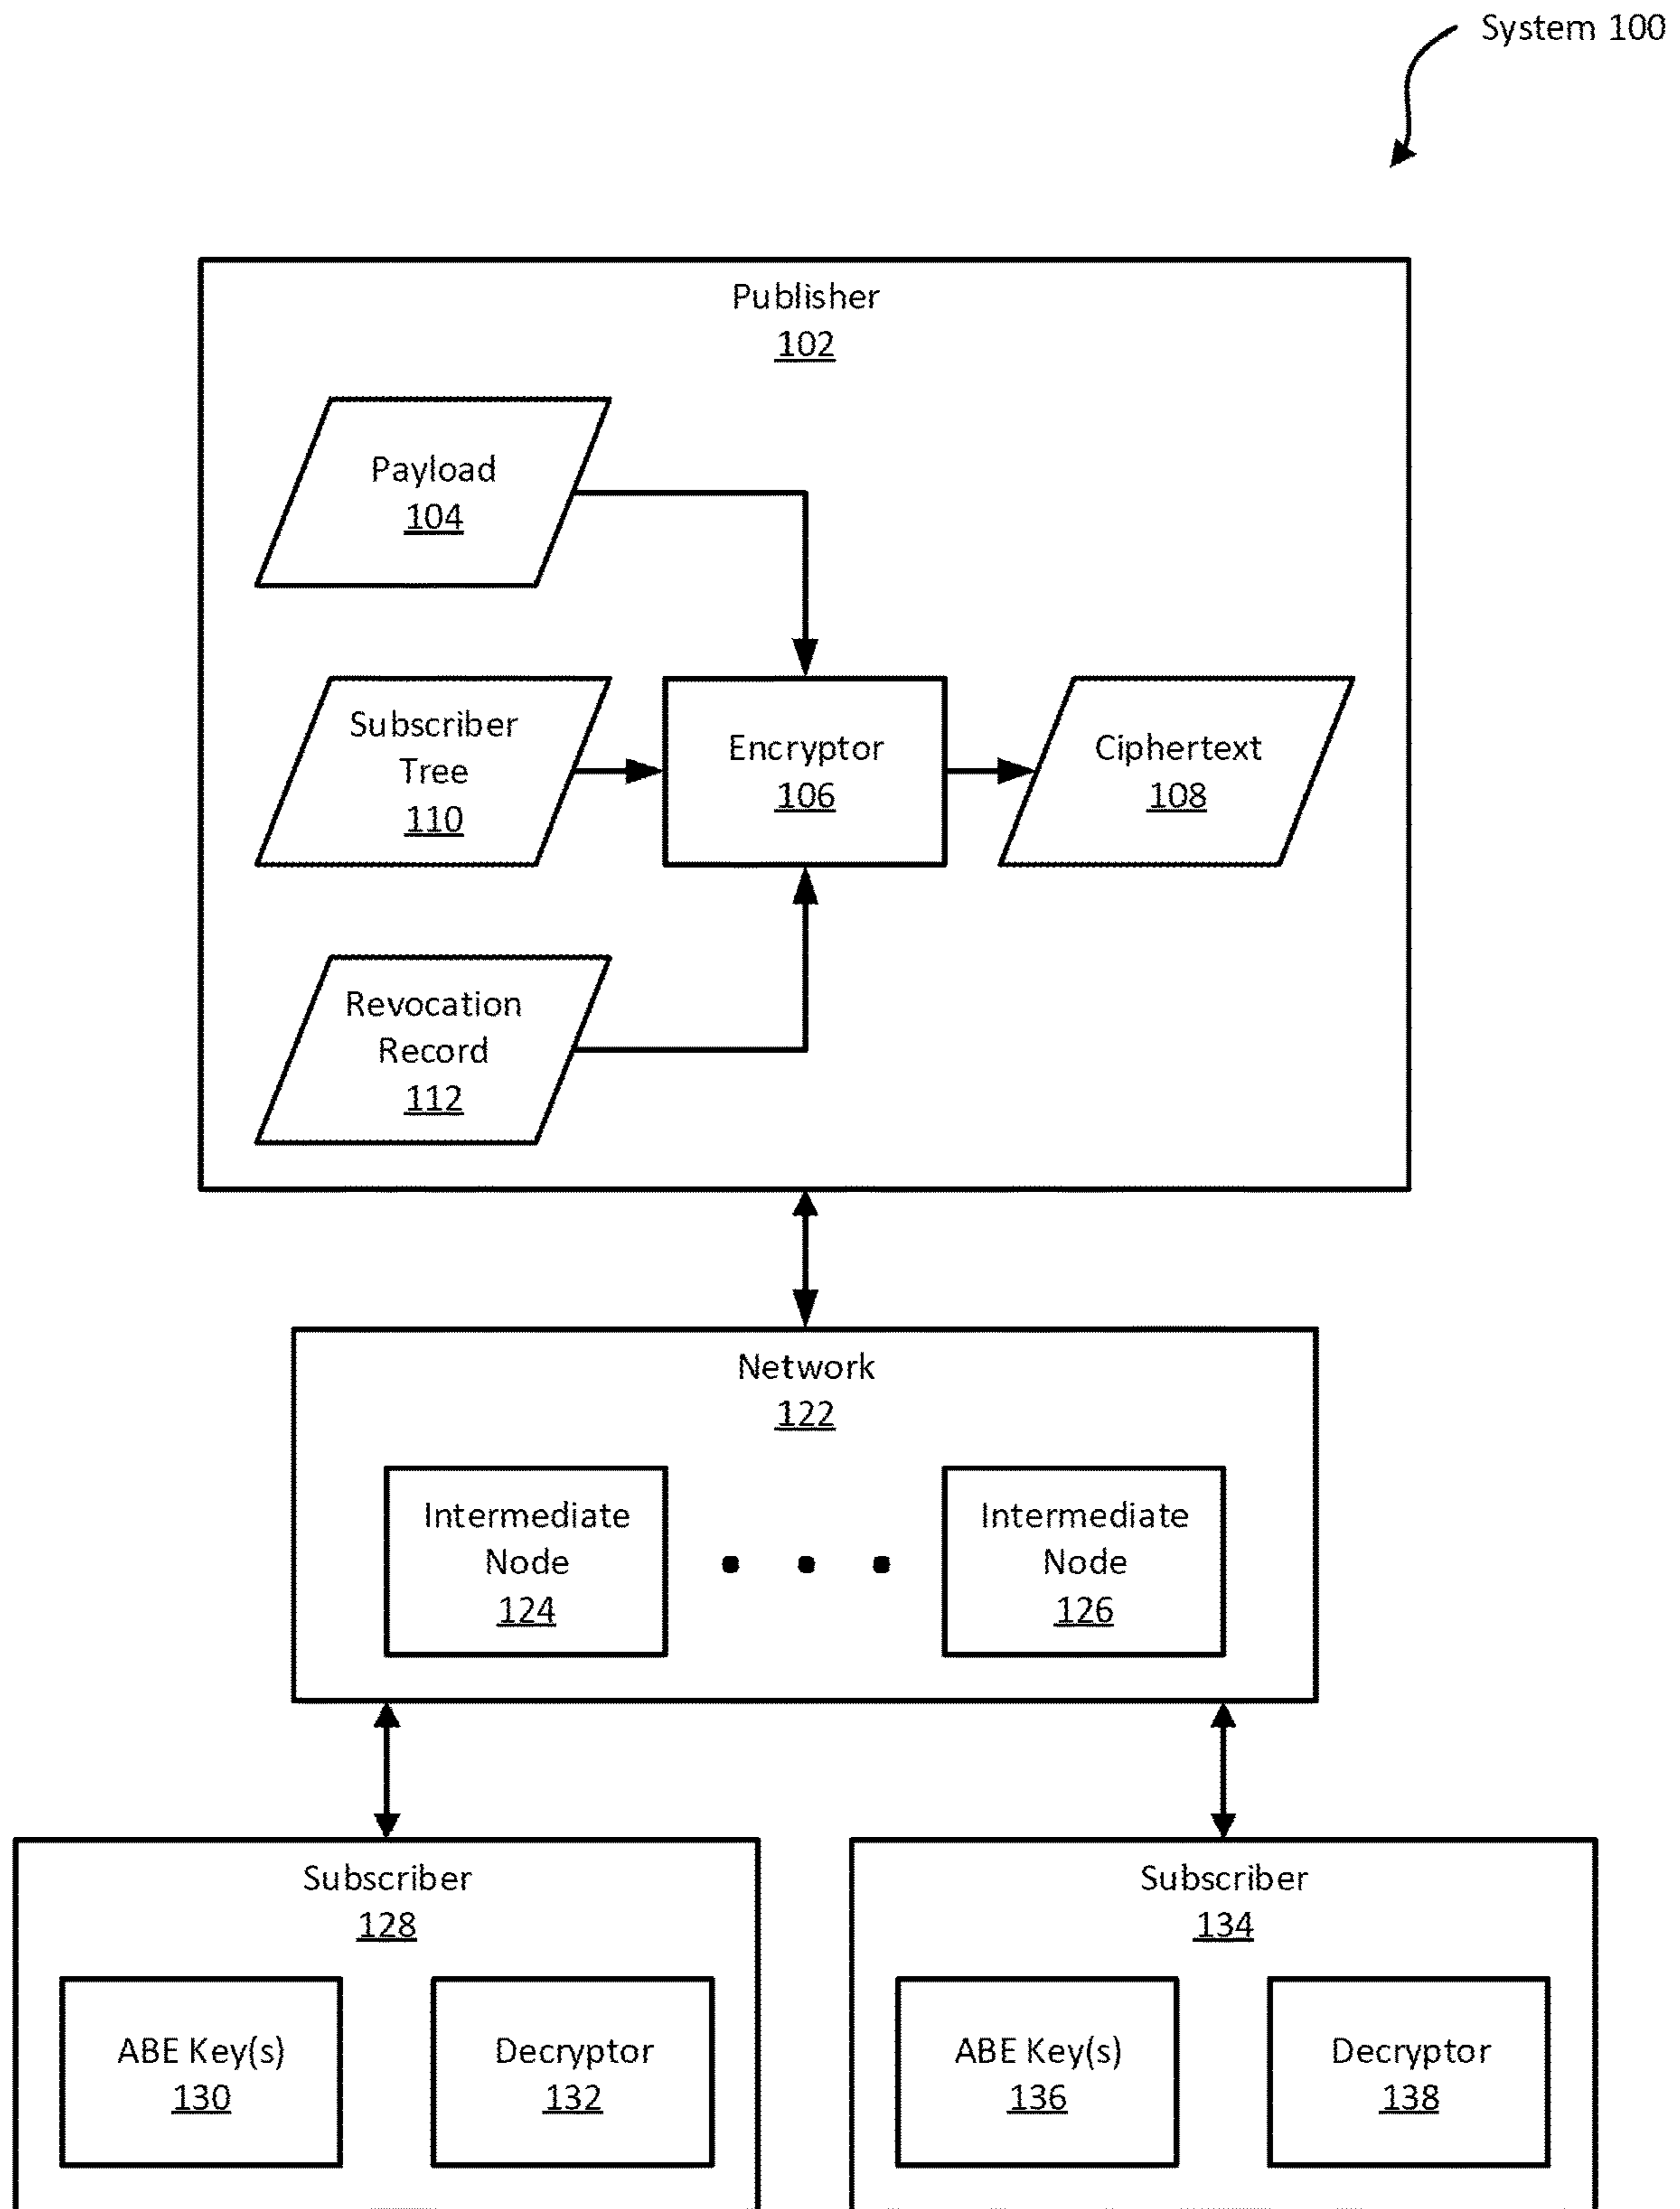 System 100
Publisher
102
Payload
104
Subscriber
Tree
110
Encryptor
106
Ciphertext
108
Revocation
Record
112
Network
122
Intermediate
Node
124
Intermediate
Node
126
Subscriber
128
ABE Key(s)
130
Decryptor
132
Subscriber
134
ABE Key(s)
136
Decryptor
138